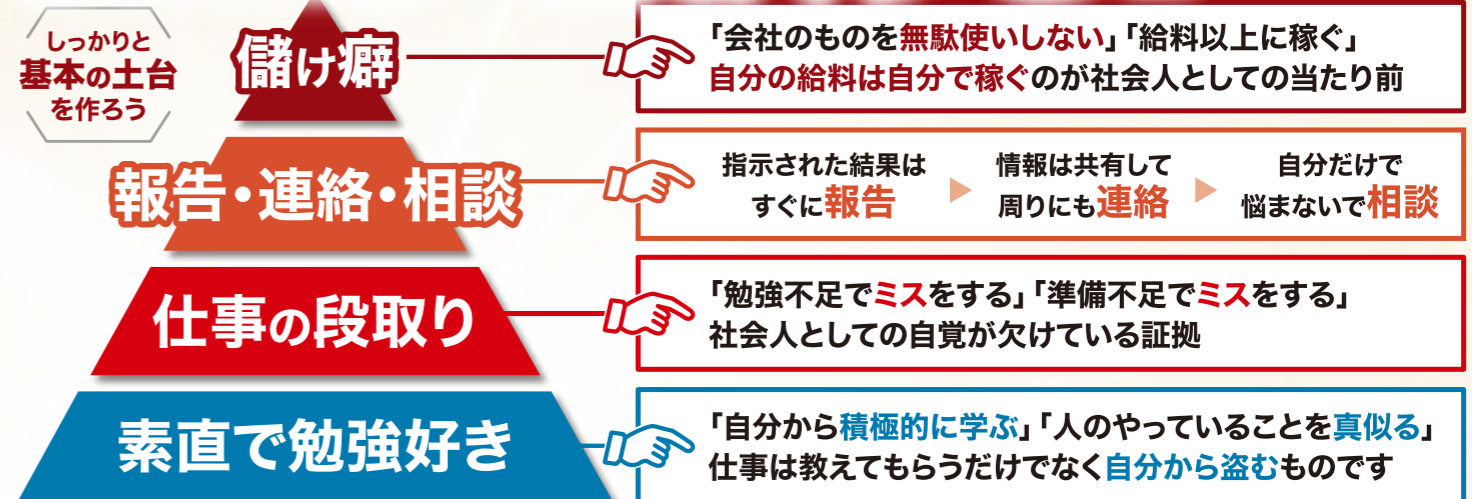 しっかりと
基本の土台
を作ろう
儲け癖
「会社のものを無駄使いしない」「給料以上に稼ぐ」
自分の給料は自分で稼ぐのが社会人としての当たり前
報告・連絡・相談
指示された結果は
すぐに報告
情報は共有して
周りにも連絡
自分だけで
悩まないで相談
仕事の段取り
「勉強不足でミスをする」「準備不足でミスをする」
社会人としての自覚が欠けている証拠
素直で勉強好き
「自分から積極的に学ぶ」「人のやっていることを真似る」
仕事は教えてもらうだけでなく自分から盗むものです